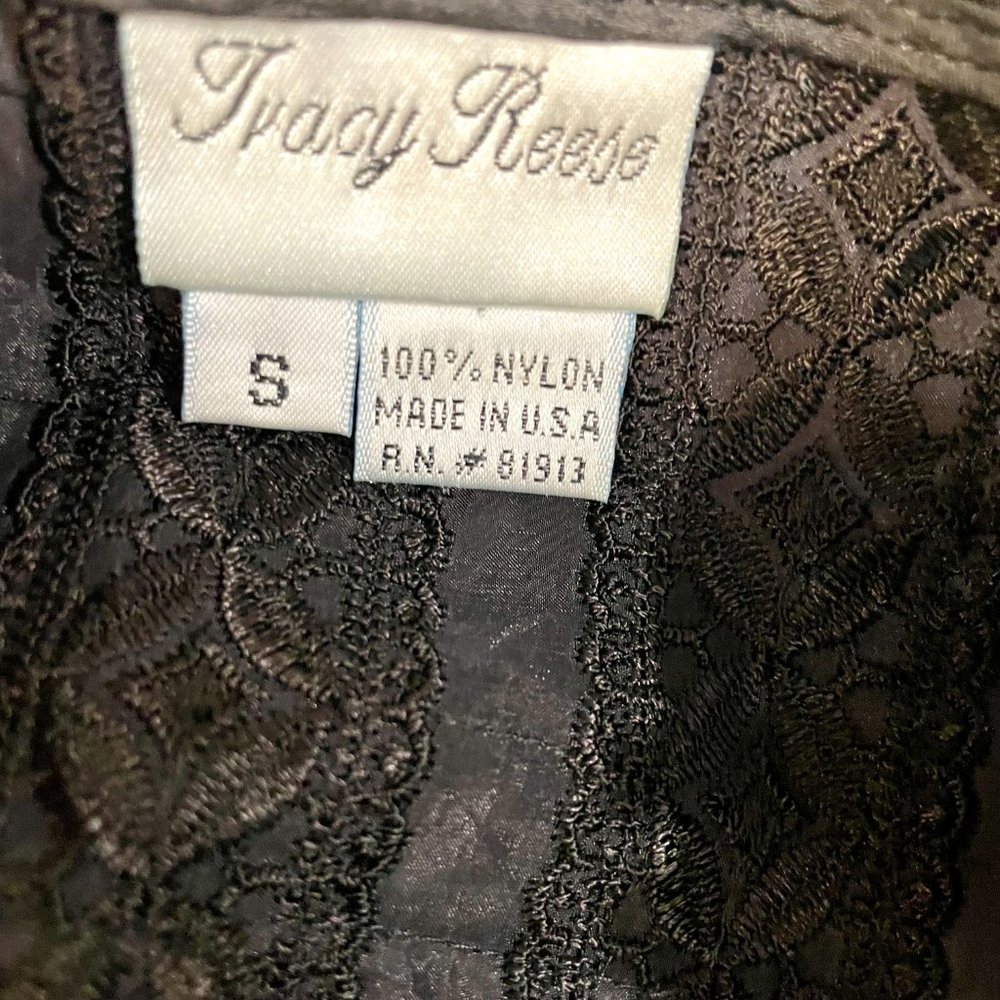 Tracy Reese
S
100% NYLON
MADE IN U.S.A
R.N. # 81913